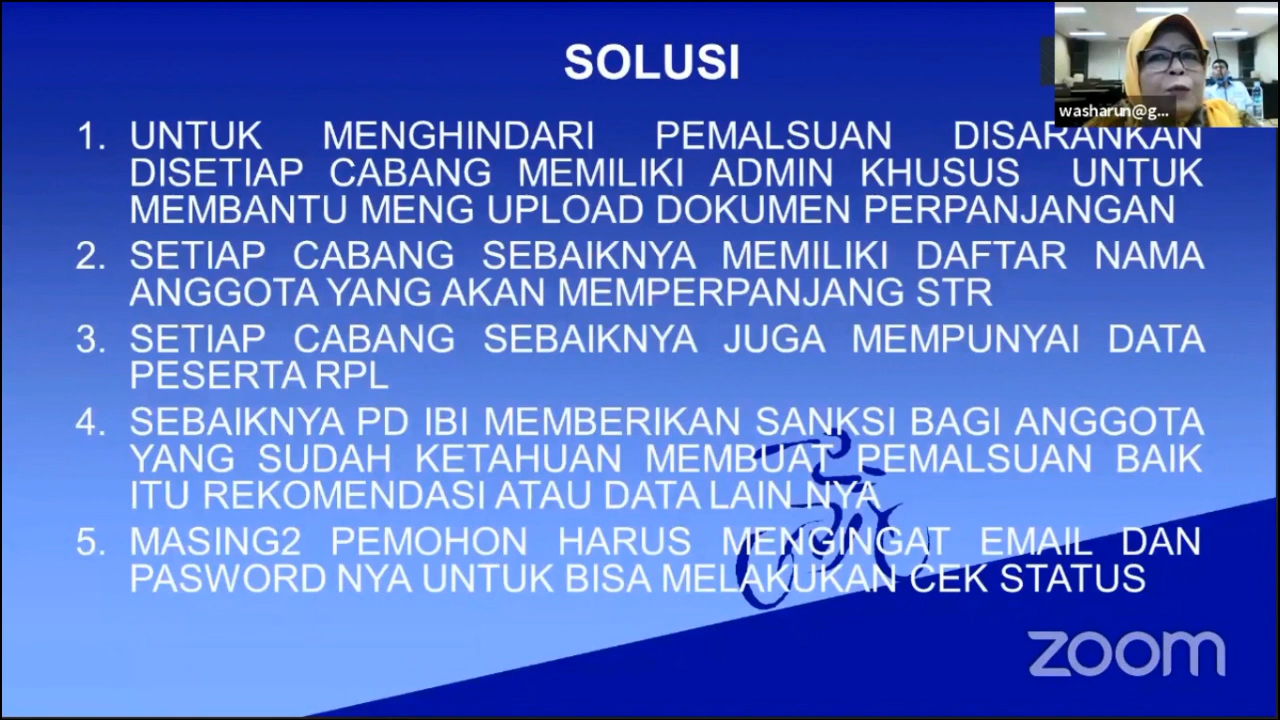 SOLUSI
1. UNTUK MENGHINDARI PEMALSUAN DISARANKAN
DISETIAP CABANG MEMILIKI ADMIN KHUSUS UNTUK
MEMBANTU MENG UPLOAD DOKUMEN PERPANJANGAN
2. SETIAP CABANG SEBAIKNYA MEMILIKI DAFTAR NAMA
ANGGOTA YANG AKAN MEMPERPANJANG STR
3. SETIAP CABANG SEBAIKNYA JUGA MEMPUNYAI DATA
PESERTA RPL
4. SEBAIKNYA PD IBI MEMBERIKAN SANKSI BAGI ANGGOTA
YANG SUDAH KETAHUAN MEMBUAT PEMALSUAN BAIK
ITU REKOMENDASI ATAU DATA LAIN NYA
5. MASING2 PEMOHON HARUS MENGINGAT EMAIL DAN
PASWORD NYA UNTUK BISA MELAKUKAN CEK STATUS
washarun@g...
zoom